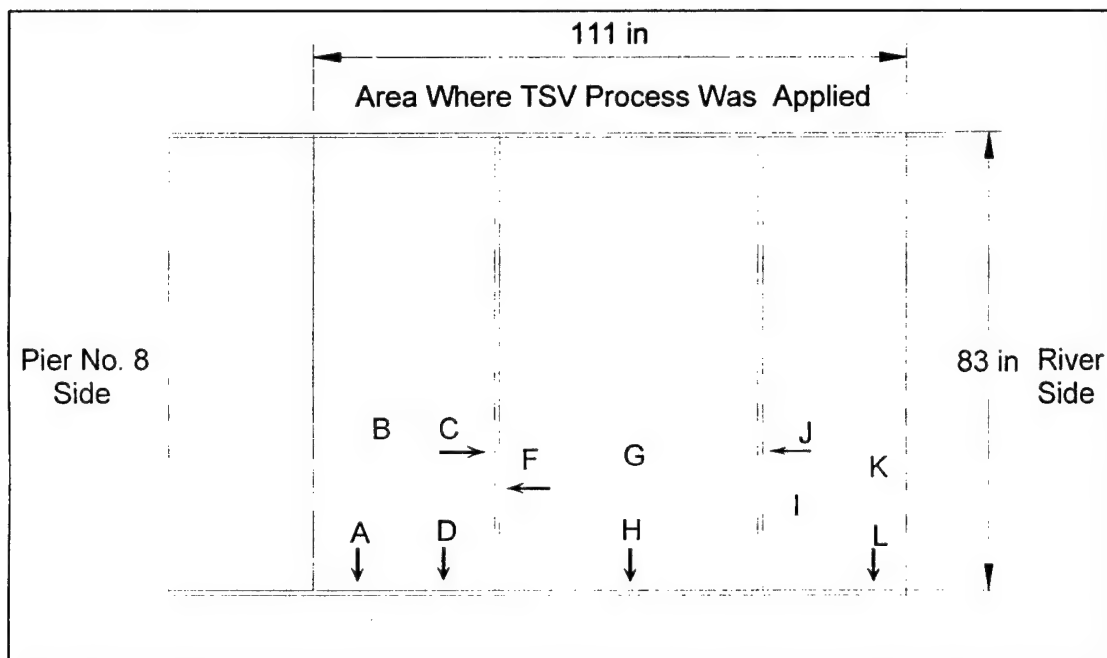 111 in
Area Where TSV Process Was Applied
Pier No. 8
Side
83 in
River
Side
B
C
J
F
G
K
I
A
D
H
L